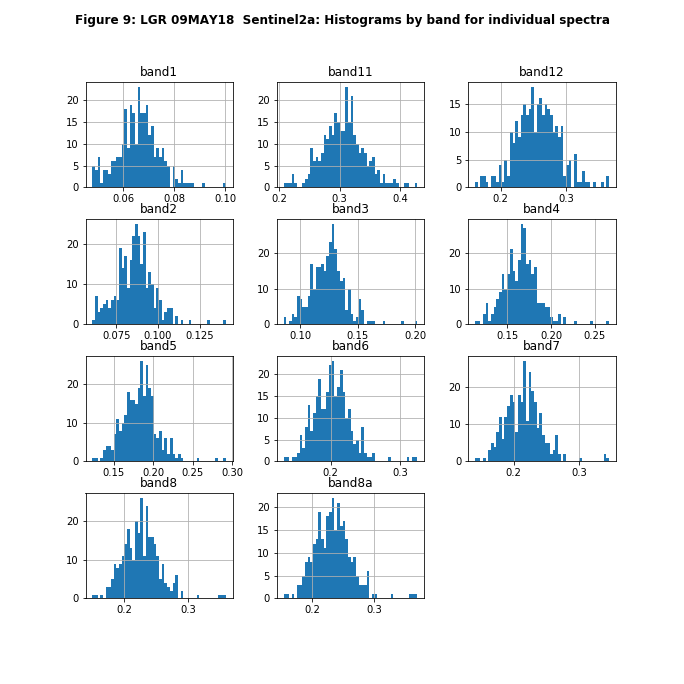 Figure 9: LGR 09MAY18  Sentinel2a: Histograms by band for individual spectra
band1
20
15
10
5
0
0.06 0.08 0.10
band11
20
15
10
5
0
0.2 0.3 0.4
band12
15
10
5
0
0.2 0.3
band2
20
10
0
0.075 0.100 0.125
band3
20
10
0
0.10 0.15 0.20
band4
20
10
0
0.15 0.20 0.25
band5
20
10
0
0.15 0.20 0.25 0.30
band6
20
15
10
5
0
0.2 0.3
band7
20
10
0
0.2 0.3
band8
20
10
0
0.2 0.3
band8a
20
15
10
5
0
0.2 0.3